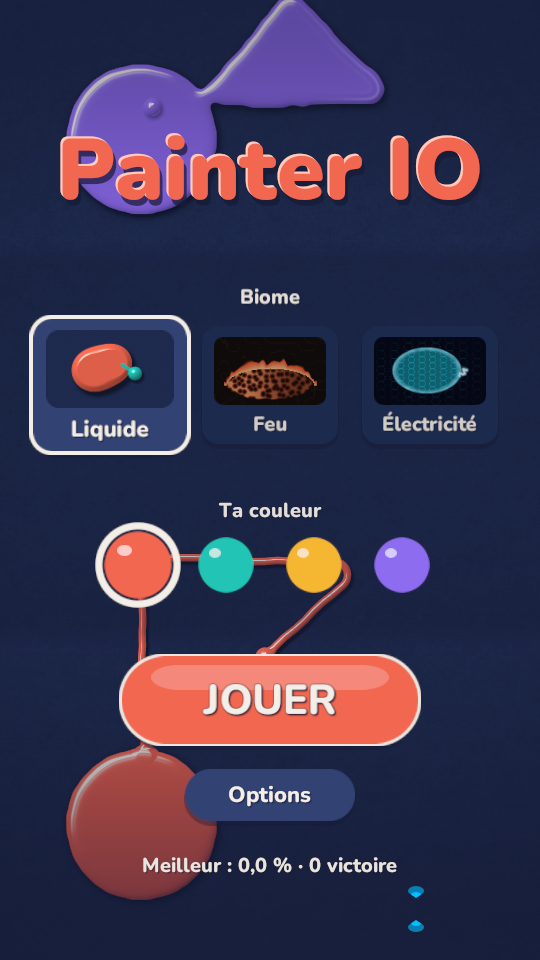 Painter IO
Biome
Liquide
Feu
Électricité
Ta couleur
JOUER
Options
Meilleur : 0,0 % · 0 victoire